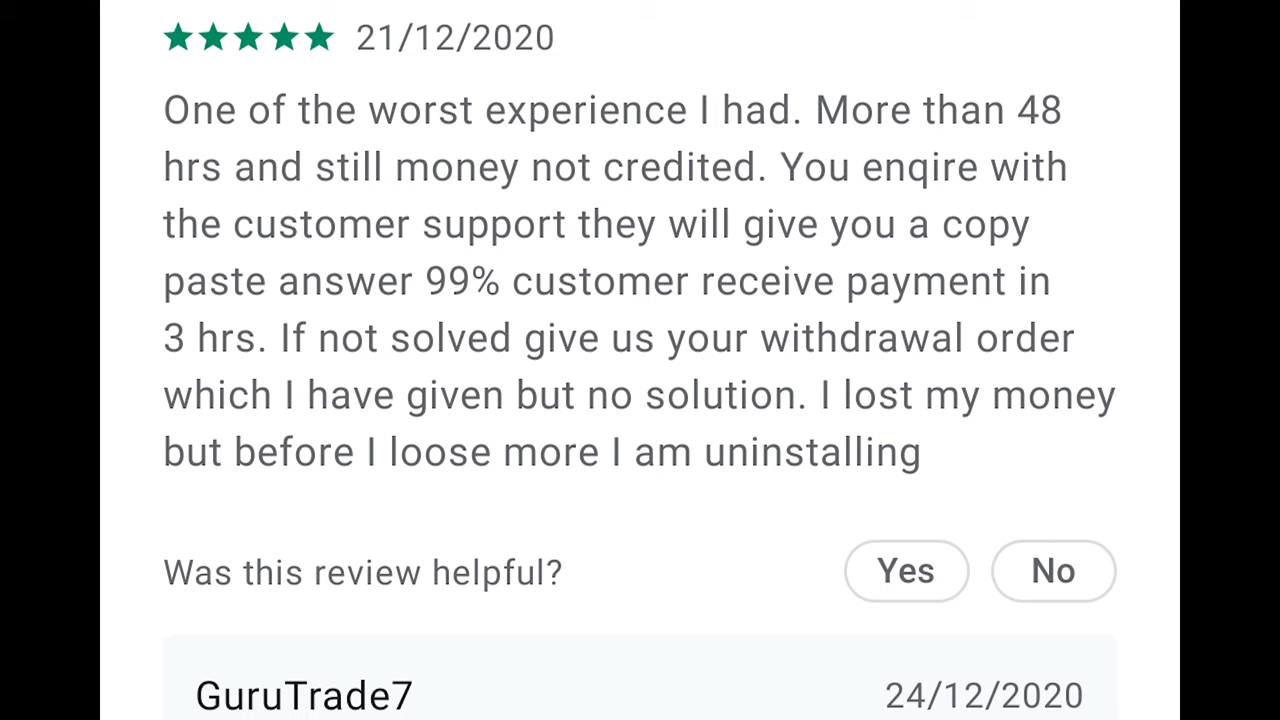 21/12/2020
One of the worst experience I had. More than 48
hrs and still money not credited. You enqire with
the customer support they will give you a copy
paste answer 99% customer receive payment in
3 hrs. If not solved give us your withdrawal order
which I have given but no solution. I lost my money
but before I loose more I am uninstalling
Was this review helpful? Yes No
GuruTrade7 24/12/2020